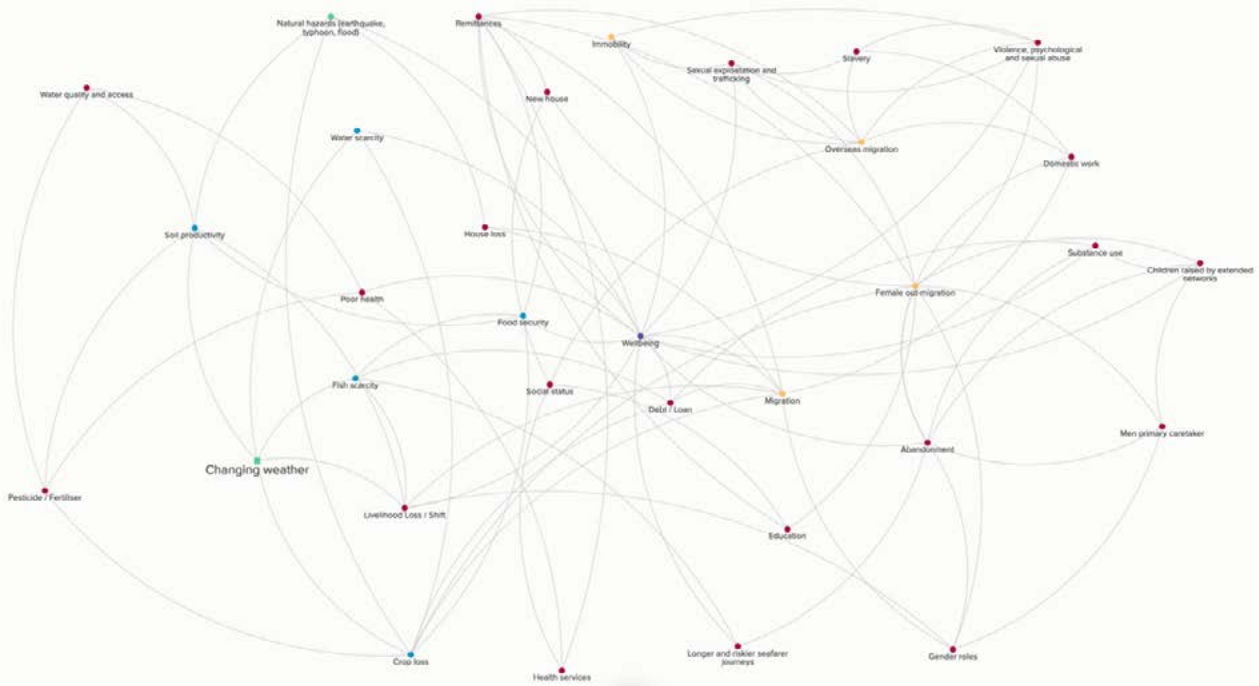 Natural hazards (earthquake,
typhoon, flood)
Remittances
Immobility
Slavery
Violence, psychological
and sexual abuse
Sexual exploitation and
trafficking
Water quality and access
New house
Water scarcity
Overseas migration
Domestic work
Soil productivity
House loss
Substance use
Children raised by extended
networks
Poor health
Female out-migration
Food security
Wellbeing
Fish scarcity
Social status
Debt / Loan
Migration
Men primary caretaker
Abandonment
Changing weather
Pesticide / Fertiliser
Livelihood Loss / Shift
Education
Crop loss
Longer and riskier seafarer
journeys
Gender roles
Health services